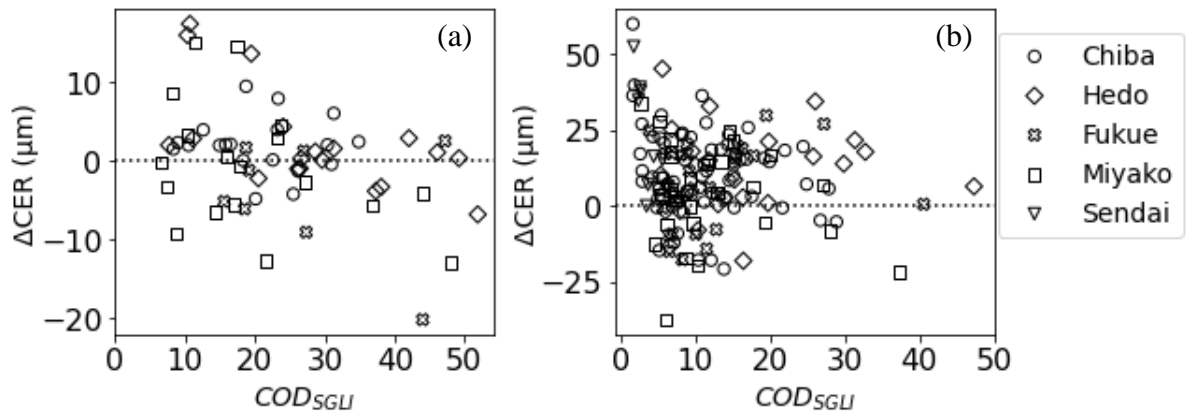 (a)
ΔCER (μm)
10
0
−10
−20
0 10 20 30 40 50
COD_SGLI
(b)
ΔCER (μm)
50
25
0
−25
0 10 20 30 40 50
COD_SGLI
Chiba
Hedo
Fukue
Miyako
Sendai